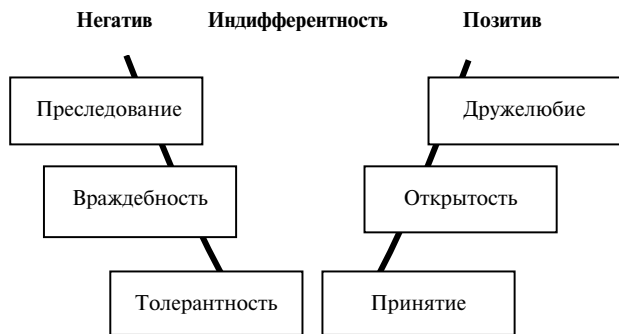 Негатив Индифферентность Позитив
Преследование Дружелюбие
Враждебность Открытость
Толерантность Принятие